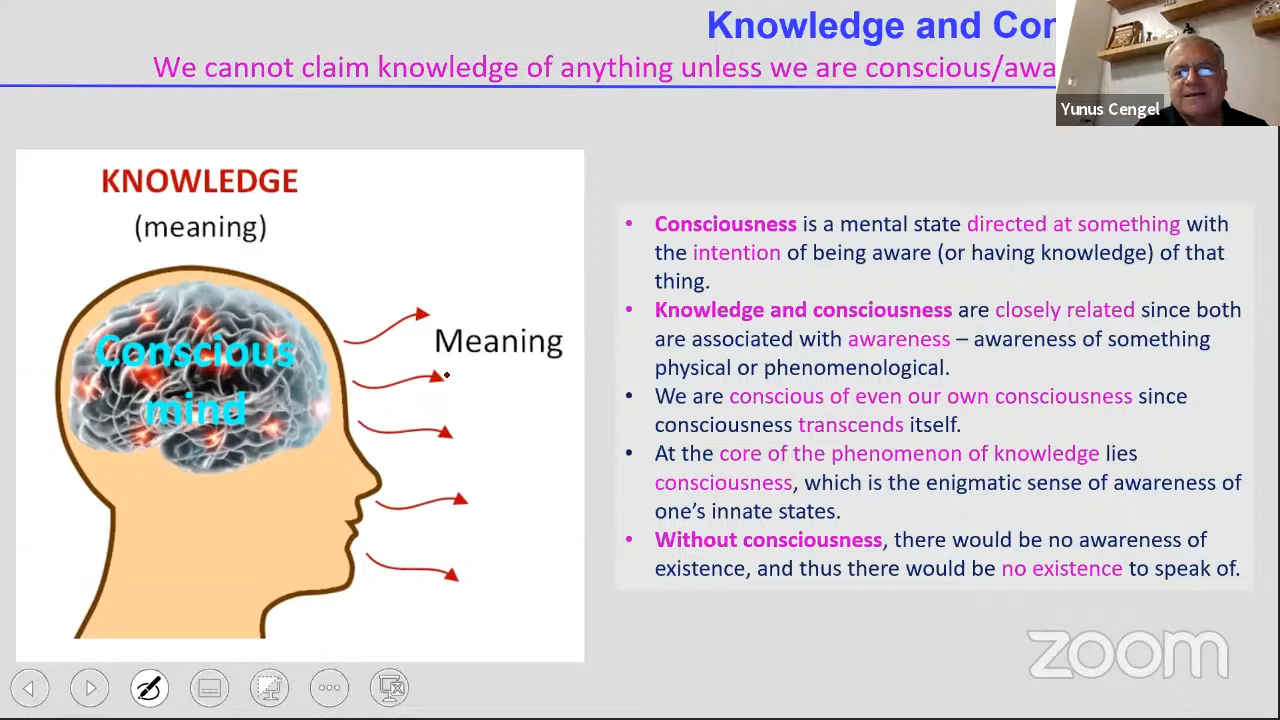 Knowledge and Con
We cannot claim knowledge of anything unless we are conscious/awa
Yunus Cengel
KNOWLEDGE
(meaning)
Conscious
mind
Meaning
• Consciousness is a mental state directed at something with
the intention of being aware (or having knowledge) of that
thing.
• Knowledge and consciousness are closely related since both
are associated with awareness – awareness of something
physical or phenomenological.
• We are conscious of even our own consciousness since
consciousness transcends itself.
• At the core of the phenomenon of knowledge lies
consciousness, which is the enigmatic sense of awareness of
one’s innate states.
• Without consciousness, there would be no awareness of
existence, and thus there would be no existence to speak of.
zoom